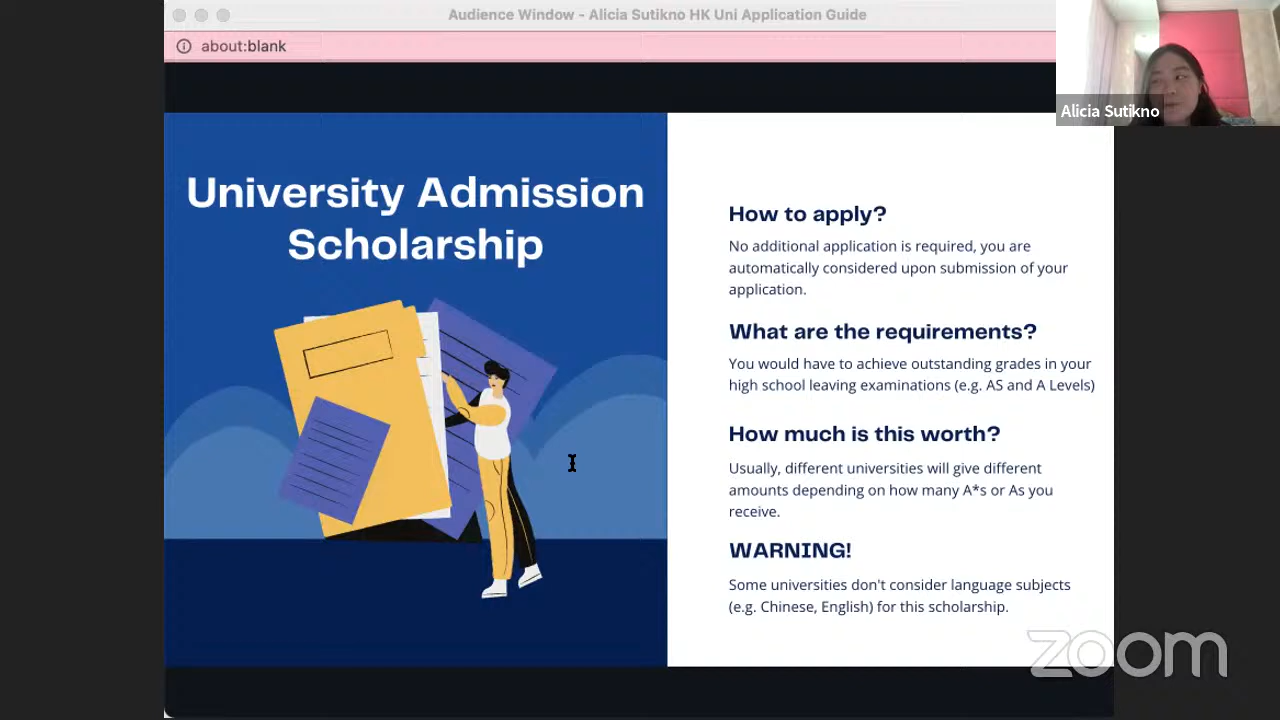 Audience Window - Alicia Sutikno HK Uni Application Guide
about:blank
Alicia Sutikno
University Admission
Scholarship
How to apply?
No additional application is required, you are
automatically considered upon submission of your
application.
What are the requirements?
You would have to achieve outstanding grades in your
high school leaving examinations (e.g. AS and A Levels)
How much is this worth?
Usually, different universities will give different
amounts depending on how many A*s or As you
receive.
WARNING!
Some universities don't consider language subjects
(e.g. Chinese, English) for this scholarship.
zoom